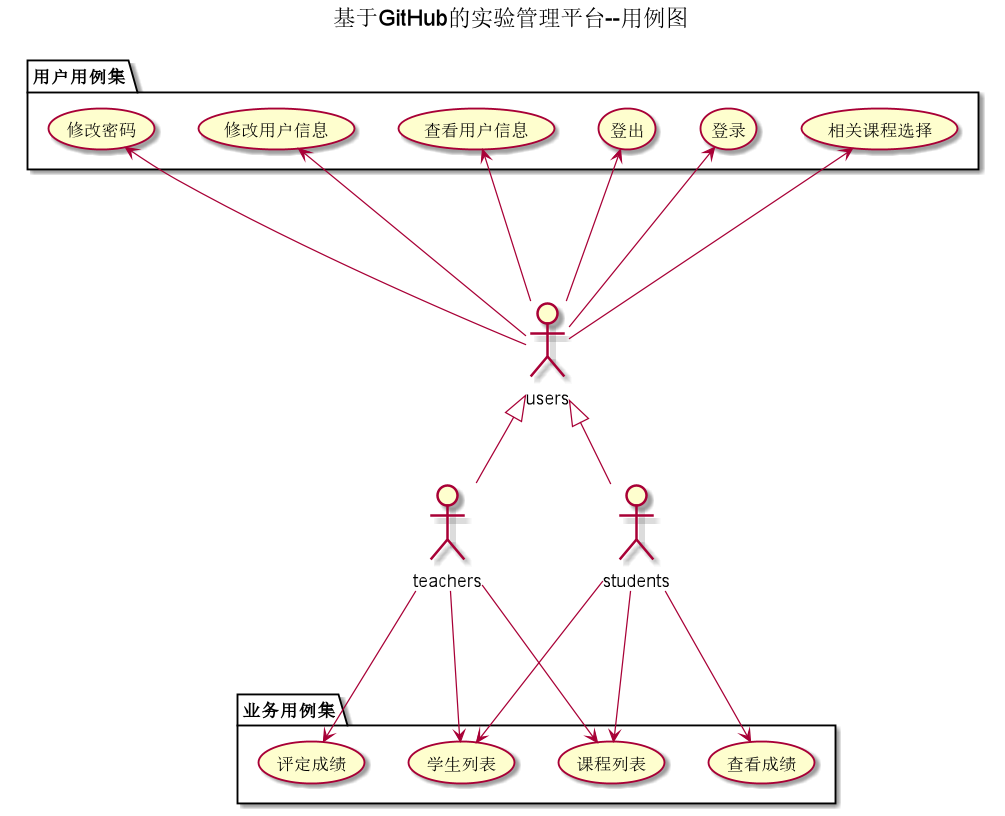 基于GitHub的实验管理平台--用例图
用户用例集
修改密码
修改用户信息
查看用户信息
登出
登录
相关课程选择
users
teachers
students
业务用例集
评定成绩
学生列表
课程列表
查看成绩